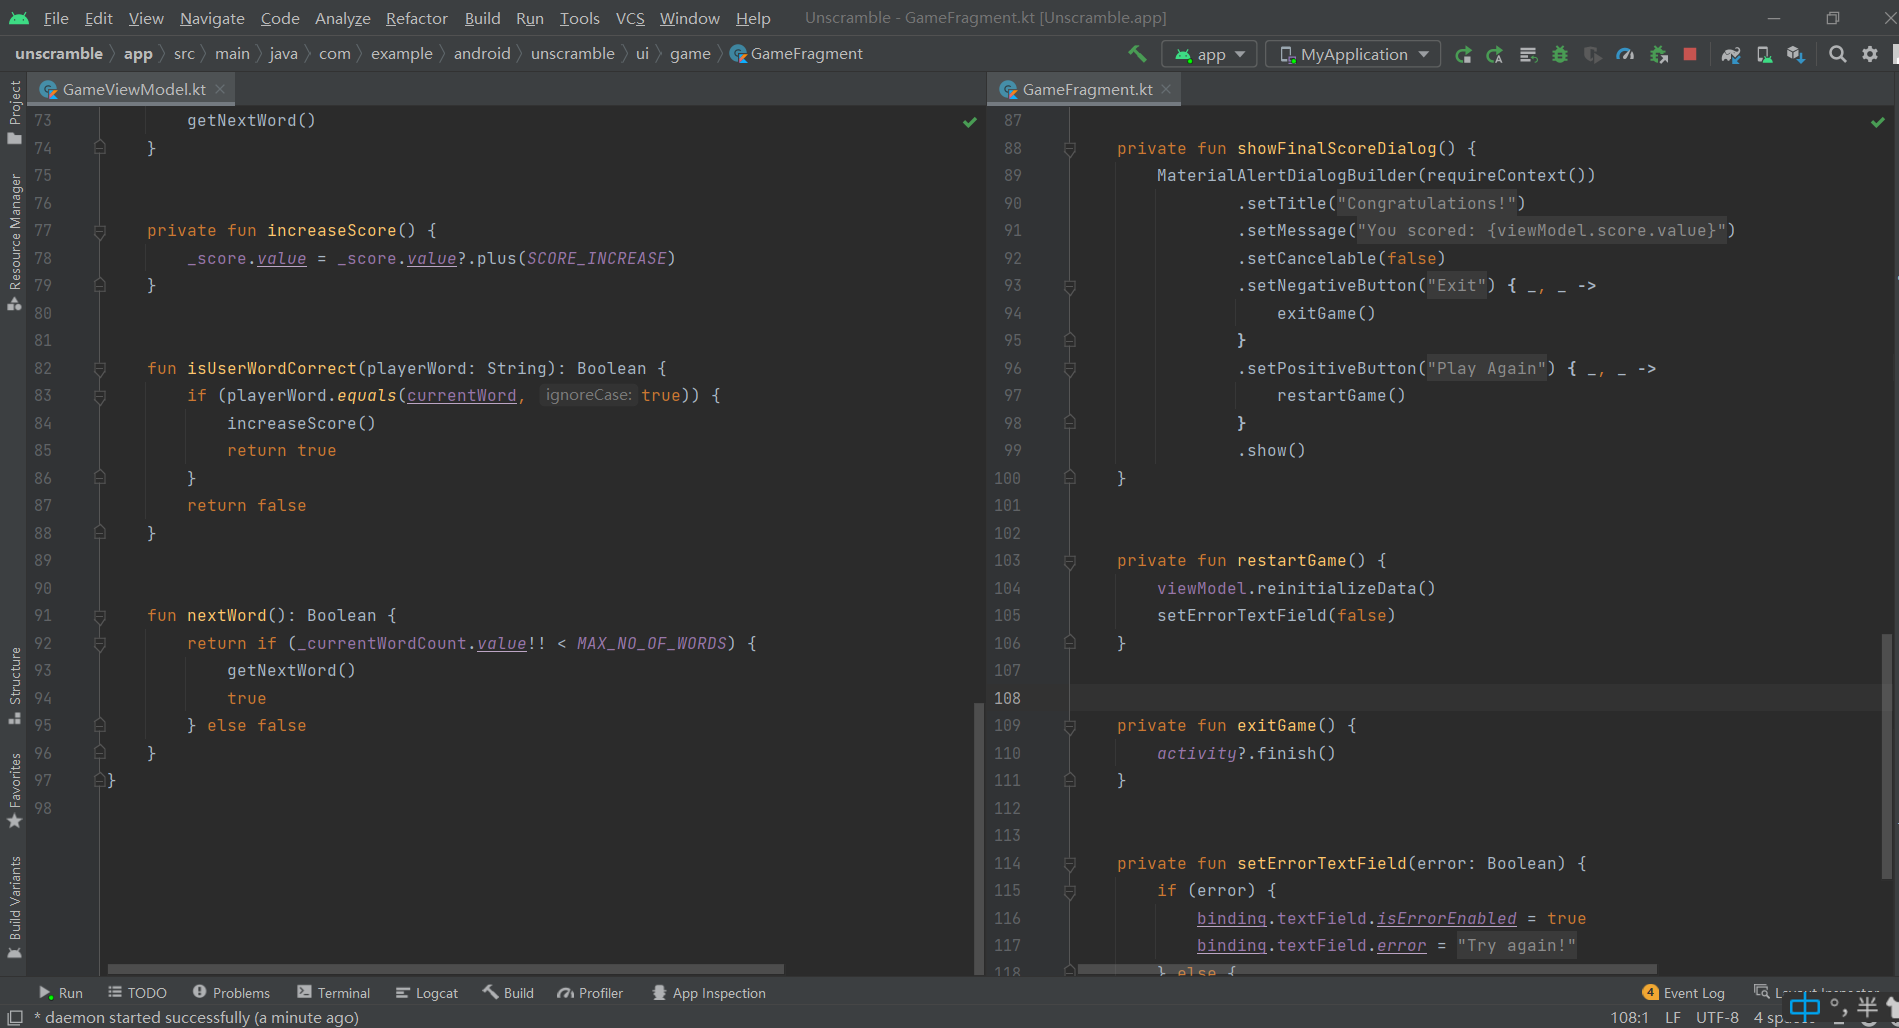 File Edit View Navigate Code Analyze Refactor Build Run Tools VCS Window Help Unscramble - GameFragment.kt [Unscramble.app]
unscramble app src main java com example android unscramble ui game GameFragment app MyApplication
Project
Resource Manager
Structure
Favorites
Build Variants
GameViewModel.kt
73 getNextWord()
74 }
75
76
77 private fun increaseScore() {
78 _score.value = _score.value?.plus(SCORE_INCREASE)
79 }
80
81
82 fun isUserWordCorrect(playerWord: String): Boolean {
83 if (playerWord.equals(currentWord, ignoreCase: true)) {
84 increaseScore()
85 return true
86 }
87 return false
88 }
89
90
91 fun nextWord(): Boolean {
92 return if (_currentWordCount.value!! < MAX_NO_OF_WORDS) {
93 getNextWord()
94 true
95 } else false
96 }
97 }
98
GameFragment.kt
87
88 private fun showFinalScoreDialog() {
89 MaterialAlertDialogBuilder(requireContext())
90 .setTitle("Congratulations!")
91 .setMessage("You scored: {viewModel.score.value}")
92 .setCancelable(false)
93 .setNegativeButton("Exit") { _, _ ->
94 exitGame()
95 }
96 .setPositiveButton("Play Again") { _, _ ->
97 restartGame()
98 }
99 .show()
100 }
101
102
103 private fun restartGame() {
104 viewModel.reinitializeData()
105 setErrorTextField(false)
106 }
107
108
109 private fun exitGame() {
110 activity?.finish()
111 }
112
113
114 private fun setErrorTextField(error: Boolean) {
115 if (error) {
116 binding.textField.isErrorEnabled = true
117 binding.textField.error = "Try again!"
118 } else {
Run TODO Problems Terminal Logcat Build Profiler App Inspection 4 Event Log
* daemon started successfully (a minute ago) 108:1 LF UTF-8 4 中 °, 半